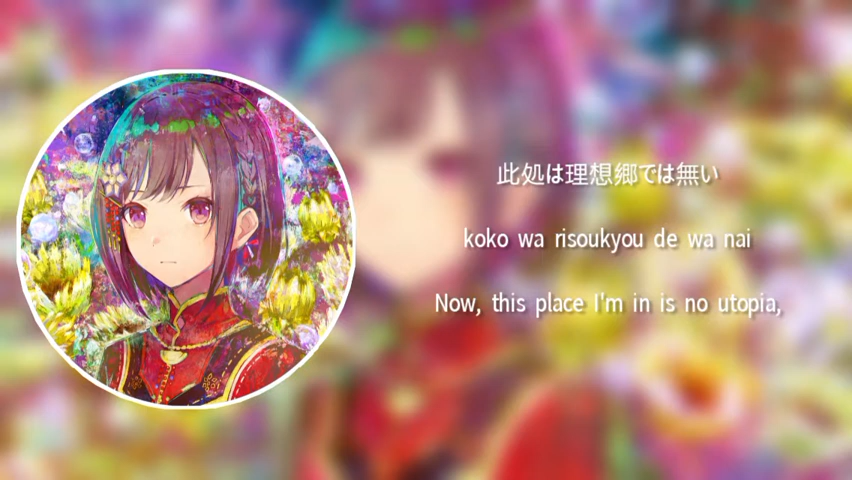 此処は理想郷では無い
koko wa risoukyou de wa nai
Now, this place I'm in is no utopia,